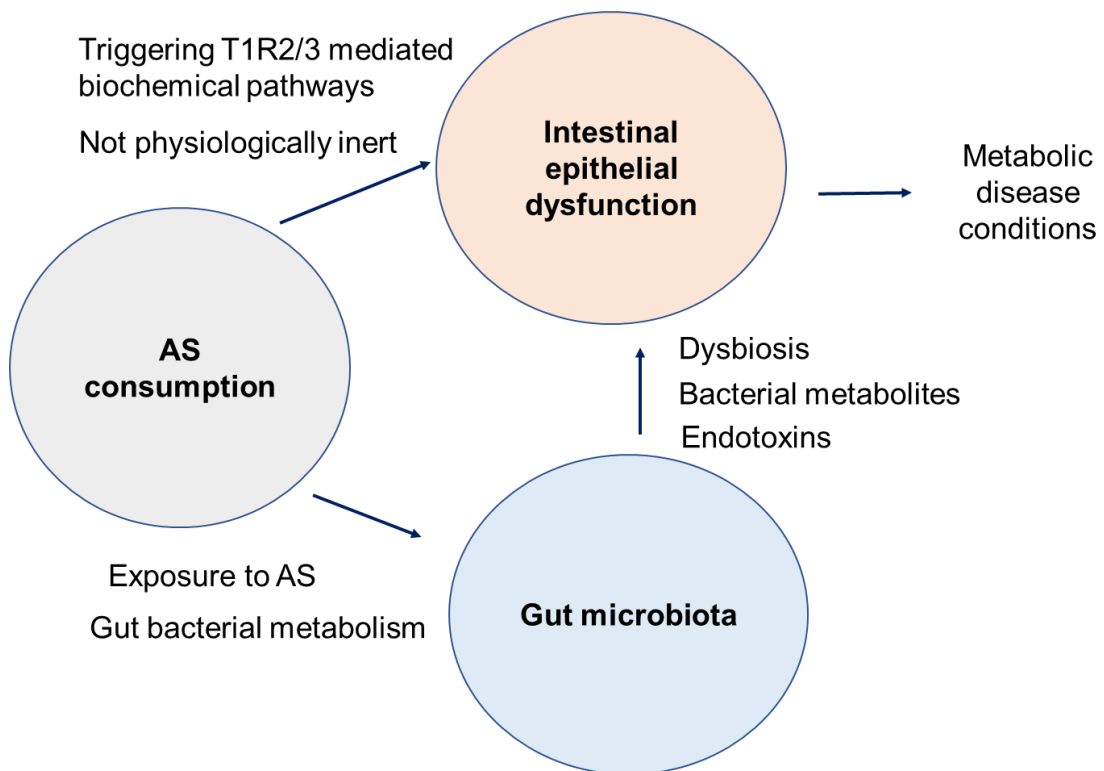 Triggering T1R2/3 mediated
biochemical pathways
Not physiologically inert
Intestinal
epithelial
dysfunction
Metabolic
disease
conditions
AS
consumption
Dysbiosis
Bacterial metabolites
Endotoxins
Exposure to AS
Gut bacterial metabolism
Gut microbiota